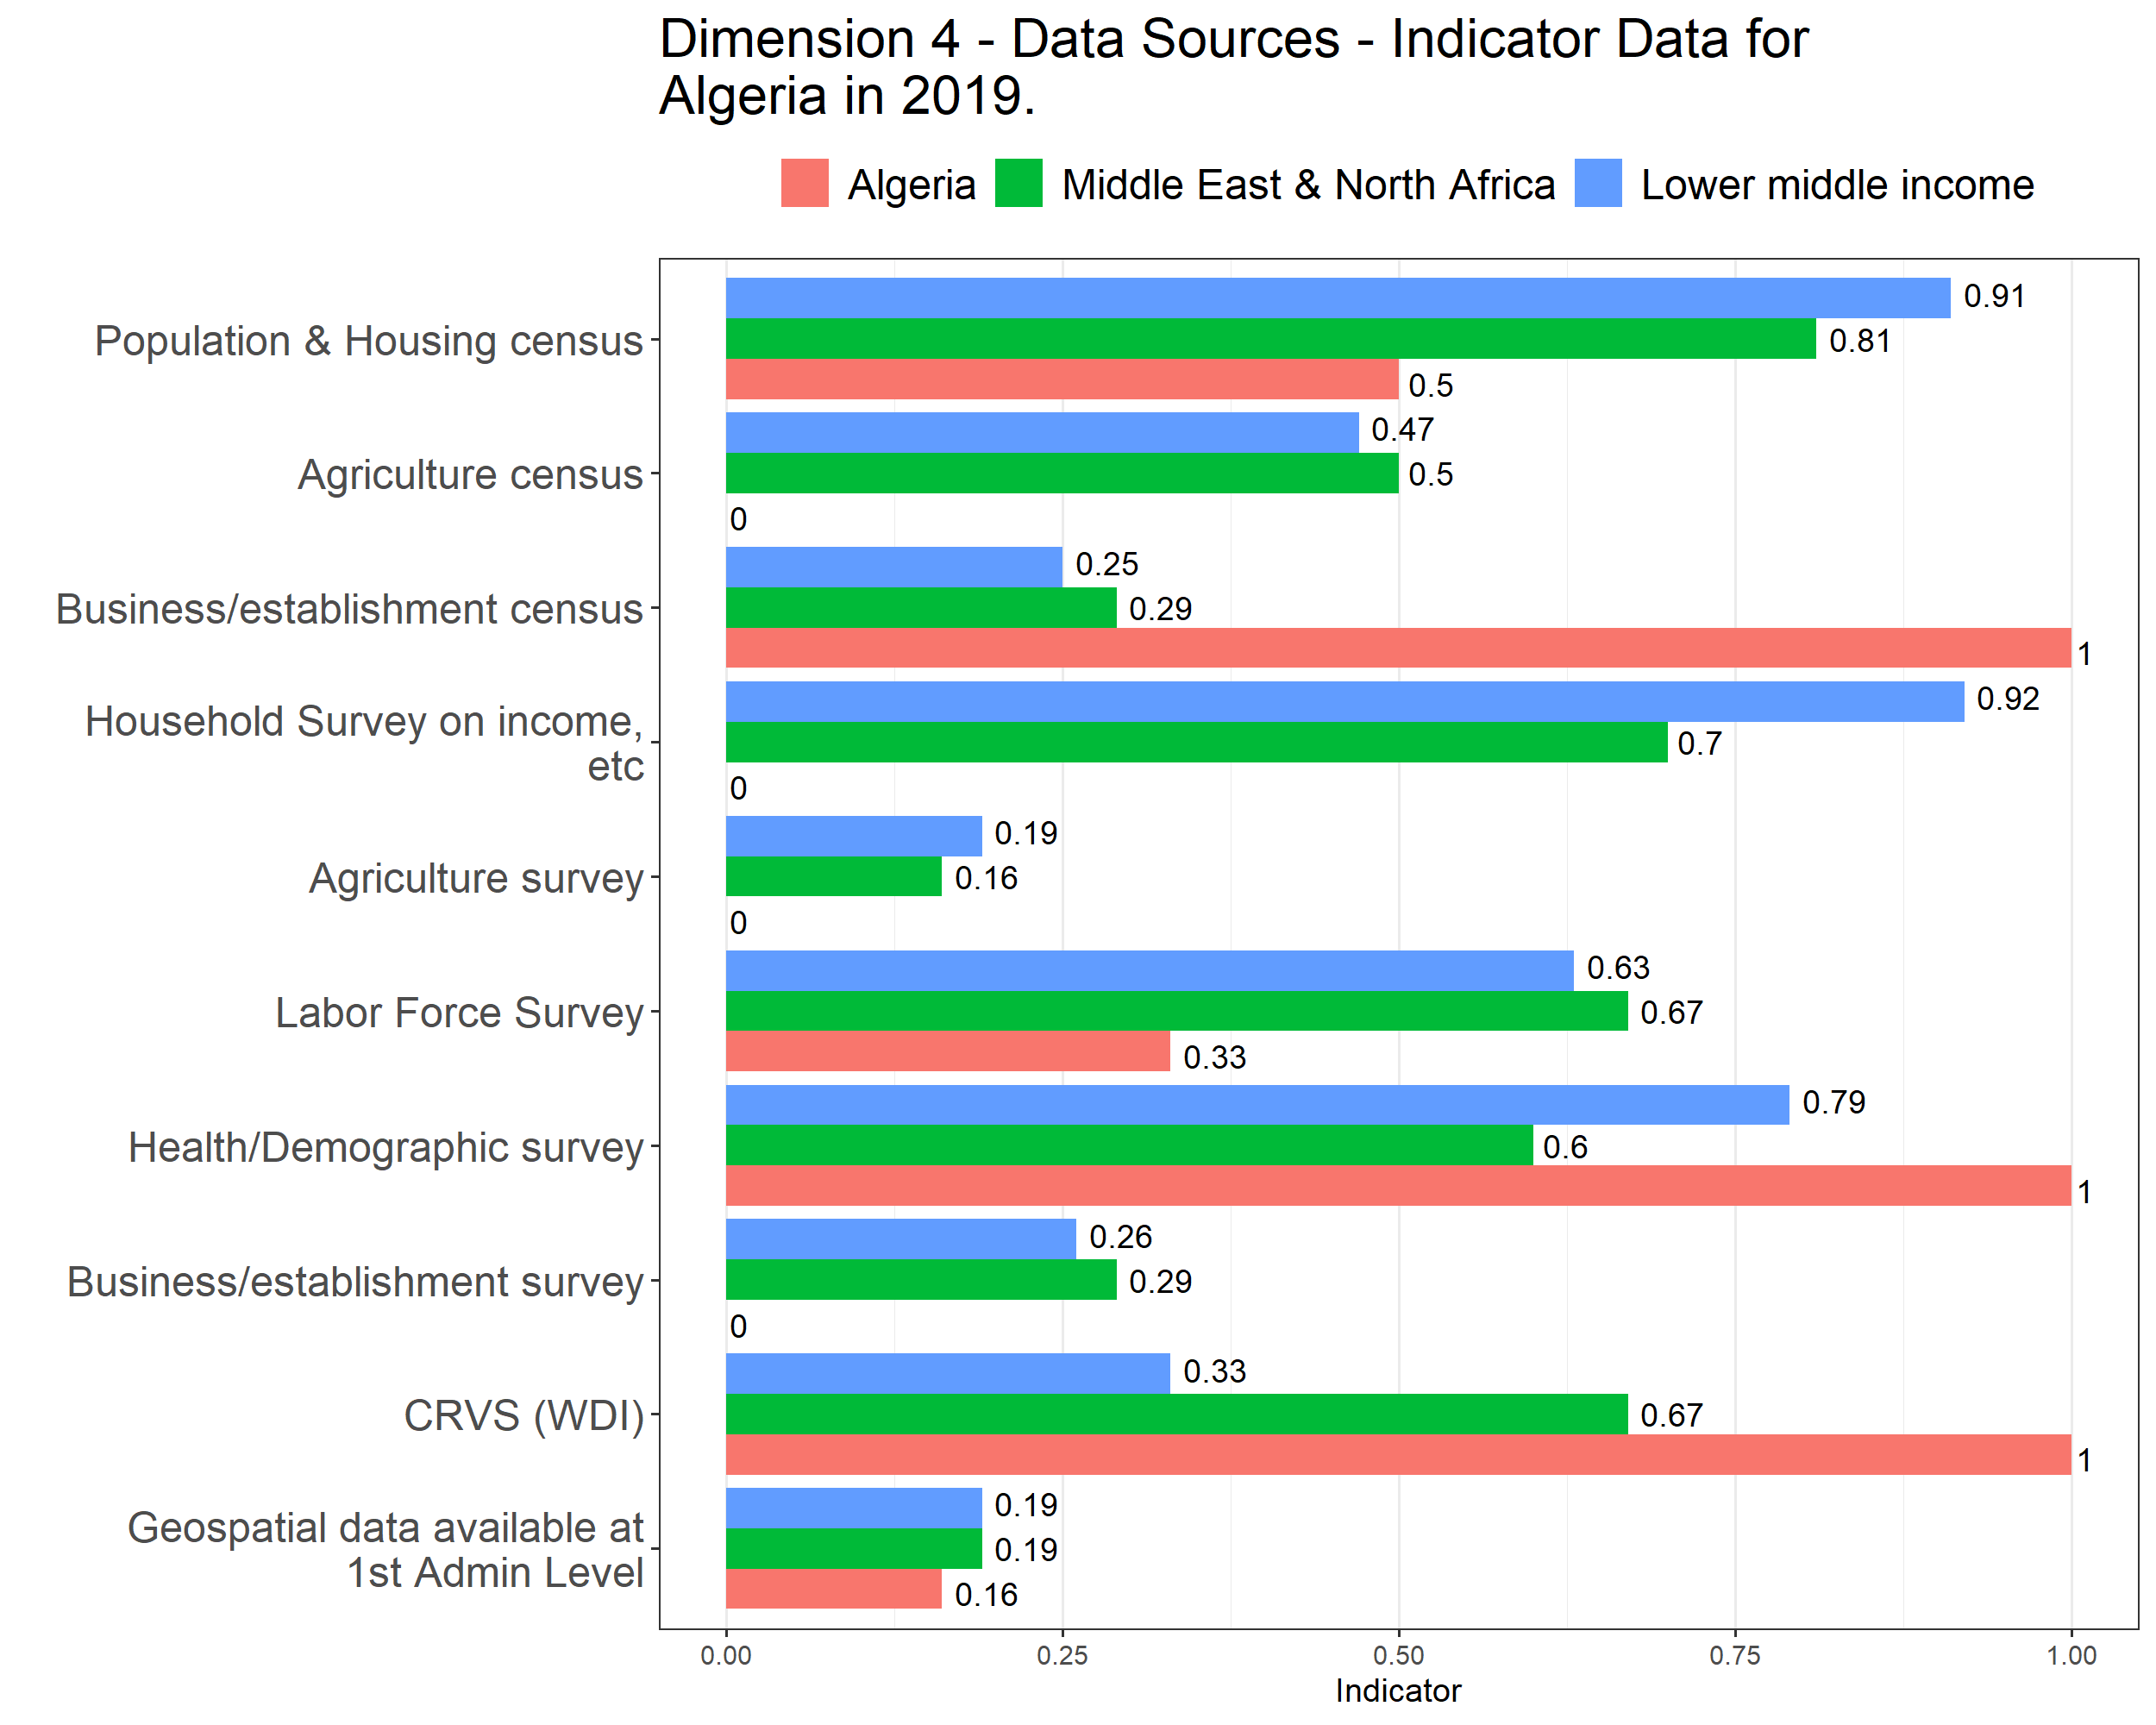 Dimension 4 - Data Sources - Indicator Data for
Algeria in 2019.
Algeria
Middle East & North Africa
Lower middle income
Population & Housing census
0.91
0.81
0.5
Agriculture census
0.47
0.5
0
Business/establishment census
0.25
0.29
1
Household Survey on income,
etc
0.92
0.7
0
Agriculture survey
0.19
0.16
0
Labor Force Survey
0.63
0.67
0.33
Health/Demographic survey
0.79
0.6
1
Business/establishment survey
0.26
0.29
0
CRVS (WDI)
0.33
0.67
1
Geospatial data available at
1st Admin Level
0.19
0.19
0.16
0.00
0.25
0.50
0.75
1.00
Indicator